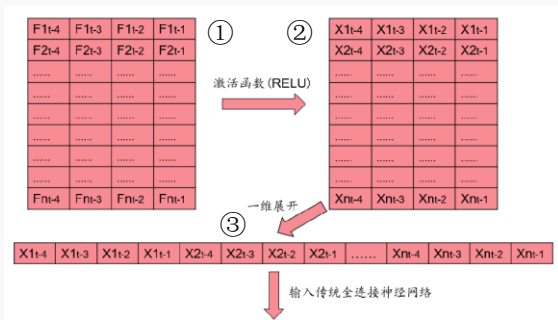 ① ②
F1t-4 F1t-3 F1t-2 F1t-1
F2t-4 F2t-3 F2t-2 F2t-1
...... ...... ...... ......
...... ...... ...... ......
...... ...... ...... ......
...... ...... ...... ......
...... ...... ...... ......
...... ...... ...... ......
Fnt-4 Fnt-3 Fnt-2 Fnt-1
激活函数(RELU)
X1t-4 X1t-3 X1t-2 X1t-1
X2t-4 X2t-3 X2t-2 X2t-1
...... ...... ...... ......
...... ...... ...... ......
...... ...... ...... ......
...... ...... ...... ......
...... ...... ...... ......
...... ...... ...... ......
Xnt-4 Xnt-3 Xnt-2 Xnt-1
一维展开
③
X1t-4 X1t-3 X1t-2 X1t-1 X2t-4 X2t-3 X2t-2 X2t-1 ...... Xnt-4 Xnt-3 Xnt-2 Xnt-1
输入传统全连接神经网络